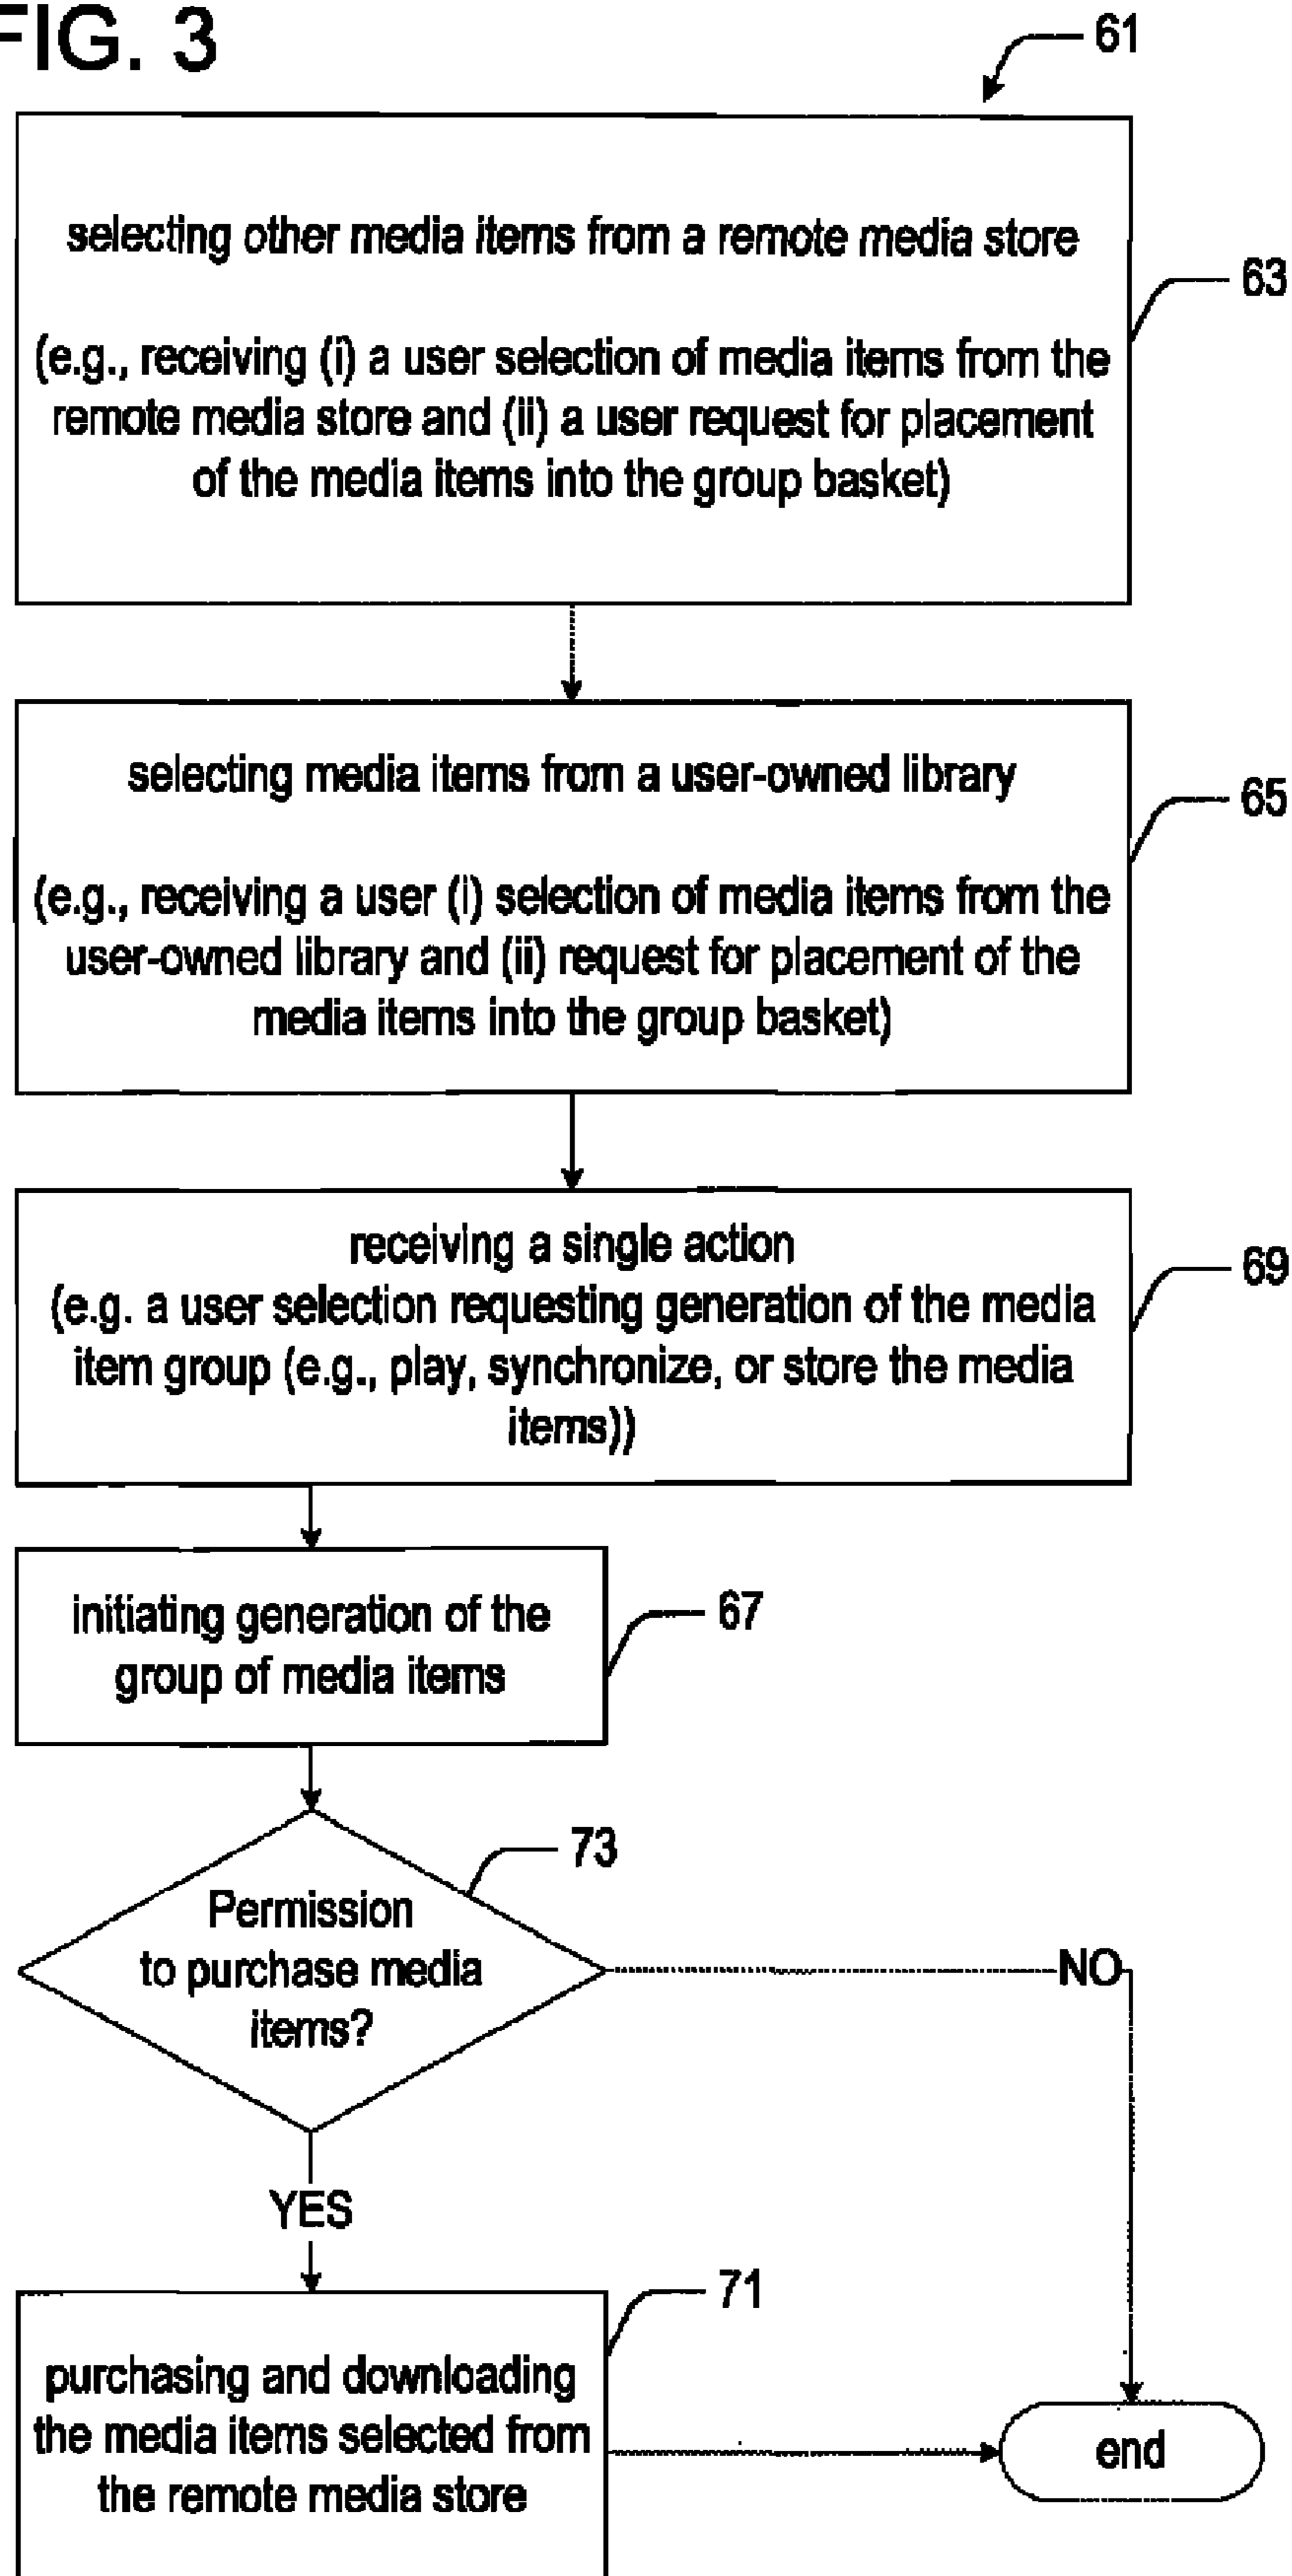 FIG. 3
61
selecting other media items from a remote media store
63
(e.g., receiving (i) a user selection of media items from the
remote media store and (ii) a user request for placement
of the media items into the group basket)
selecting media items from a user-owned library
65
(e.g., receiving a user (i) selection of media items from the
user-owned library and (ii) request for placement of the
media items into the group basket)
receiving a single action
69
(e.g. a user selection requesting generation of the media
item group (e.g., play, synchronize, or store the media
items))
initiating generation of the
group of media items
67
73
Permission
to purchase media
items?
NO
YES
71
purchasing and downloading
the media items selected from
the remote media store
end